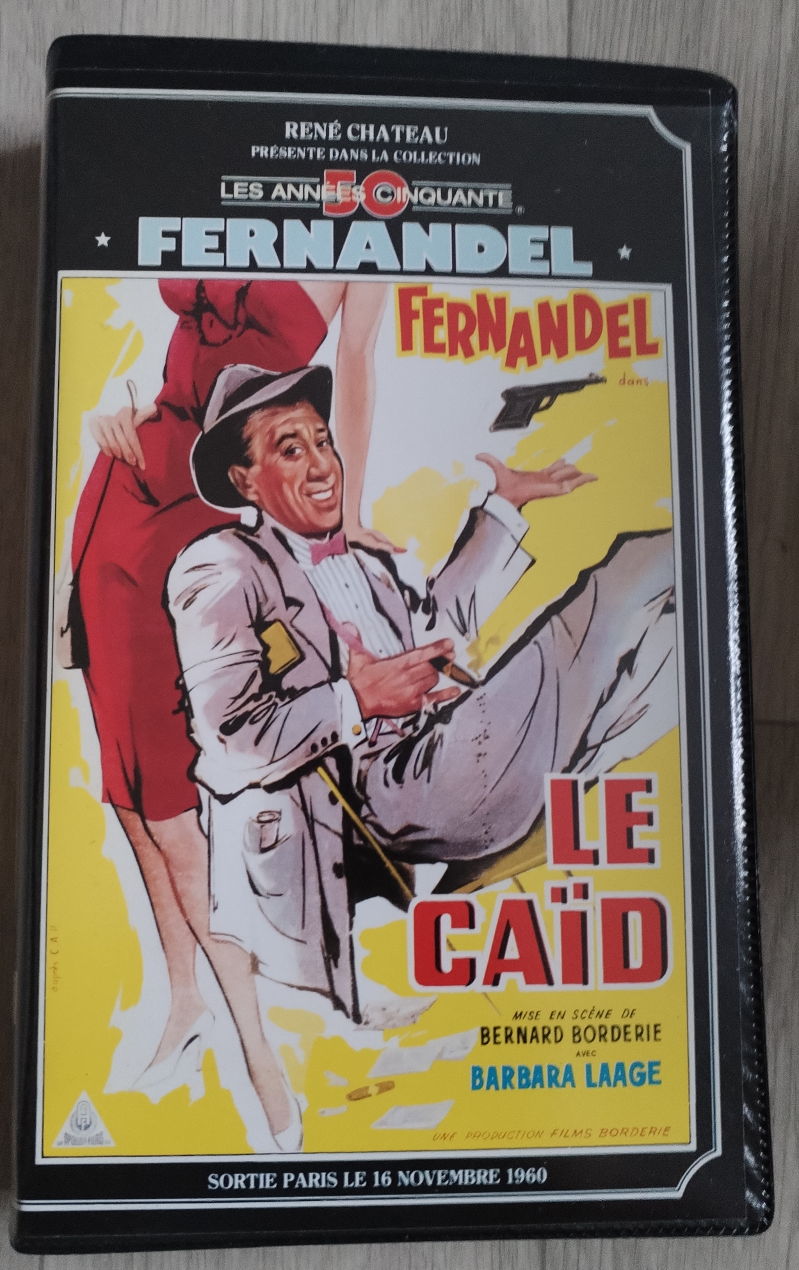 RENÉ CHATEAU
PRÉSENTE DANS LA COLLECTION
50
LES ANNÉES CINQUANTE
FERNANDEL
FERNANDEL
dans
LE
CAÏD
MISE EN SCÈNE DE
BERNARD BORDERIE
AVEC
BARBARA LAAGE
UNE PRODUCTION FILMS BORDERIE
d'après C.A.P.
SORTIE PARIS LE 16 NOVEMBRE 1960